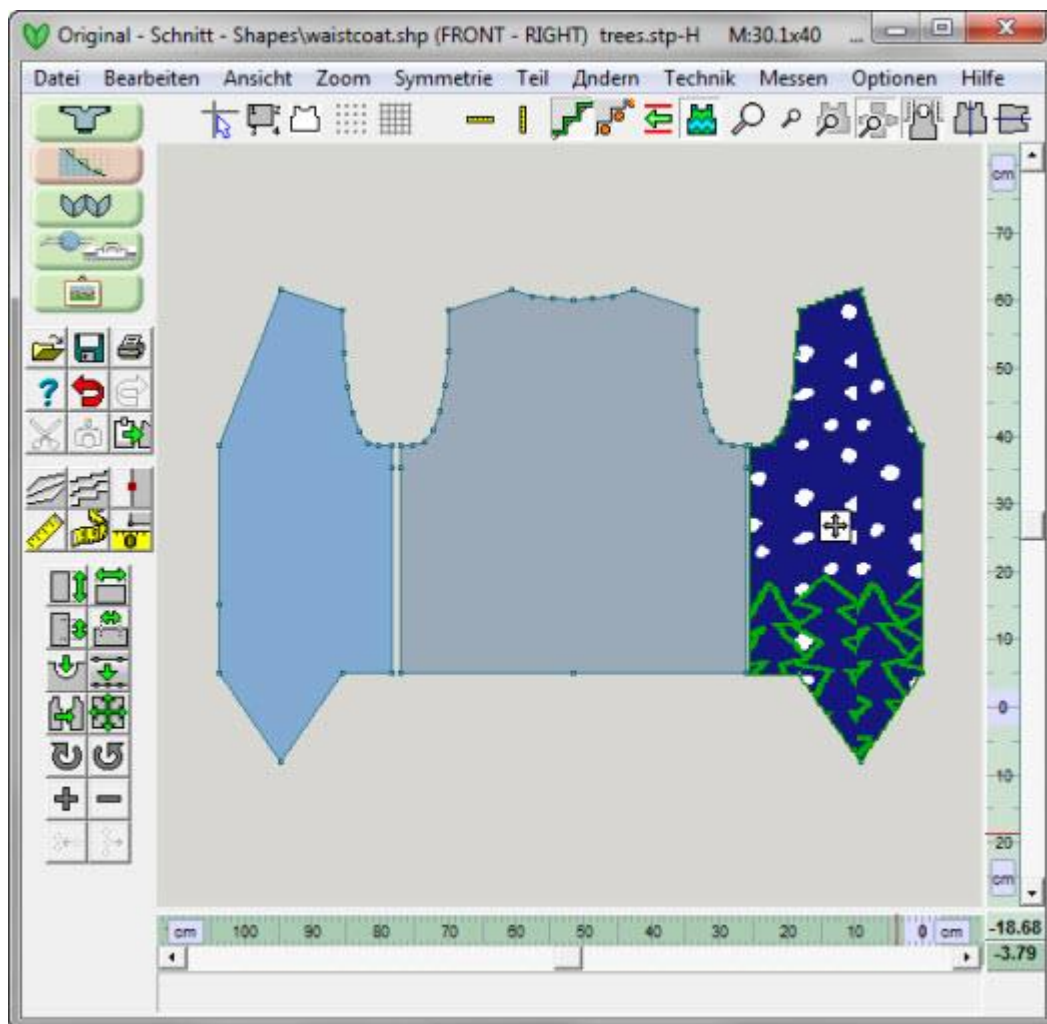 Original - Schnitt - Shapes\waistcoat.shp (FRONT - RIGHT) trees.stp-H M:30.1x40 ...
Datei Bearbeiten Ansicht Zoom Symmetrie Teil Дndern Technik Messen Optionen Hilfe
cm
70
60
50
40
30
20
10
0
10
20
cm
cm 100 90 80 70 60 50 40 30 20 10 0 cm
-18.68
-3.79